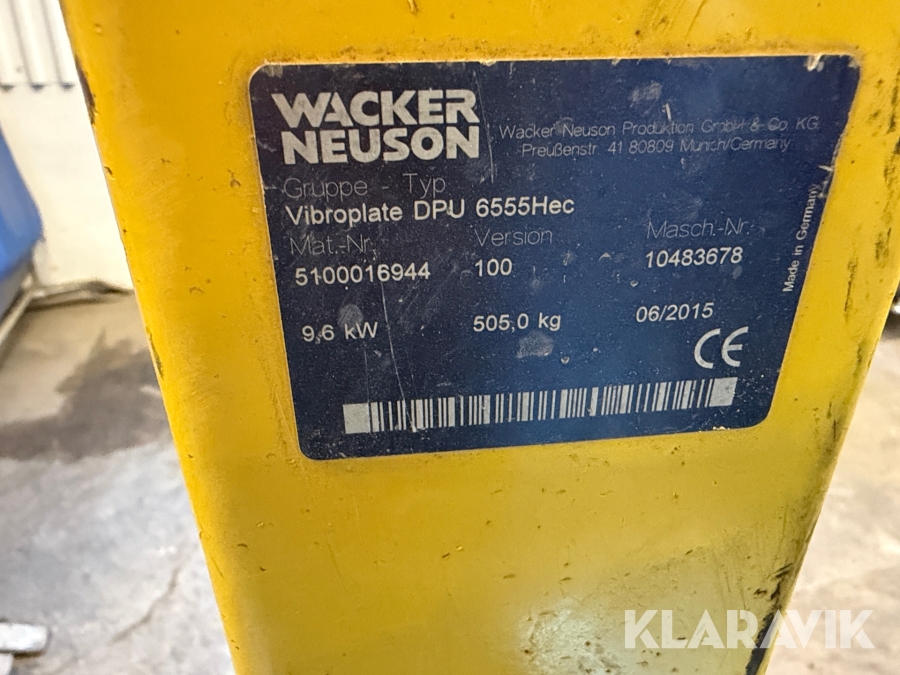 WACKER
NEUSON
Wacker Neuson Produktion GmbH & Co. KG
Preußenstr. 41 80809 Munich/Germany
Gruppe - Typ
Vibroplate DPU 6555Hec
Mat.-Nr. Version Masch.-Nr.
5100016944 100 10483678
9,6 kW 505,0 kg 06/2015
CE
Made in Germany
KLARAVIK